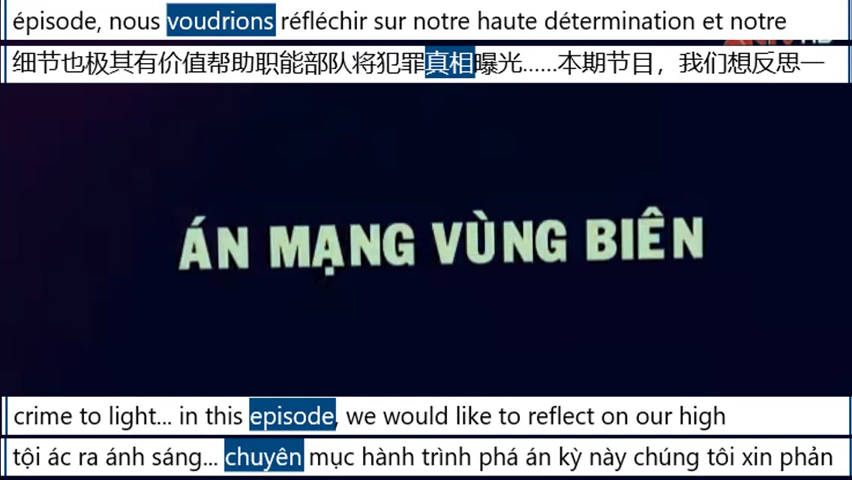 épisode, nous voudrions réfléchir sur notre haute détermination et notre
细节也极其有价值帮助职能部队将犯罪真相曝光......本期节目，我们想反思一
ÁN MẠNG VÙNG BIÊN
crime to light... in this episode, we would like to reflect on our high
tội ác ra ánh sáng... chuyên mục hành trình phá án kỳ này chúng tôi xin phản